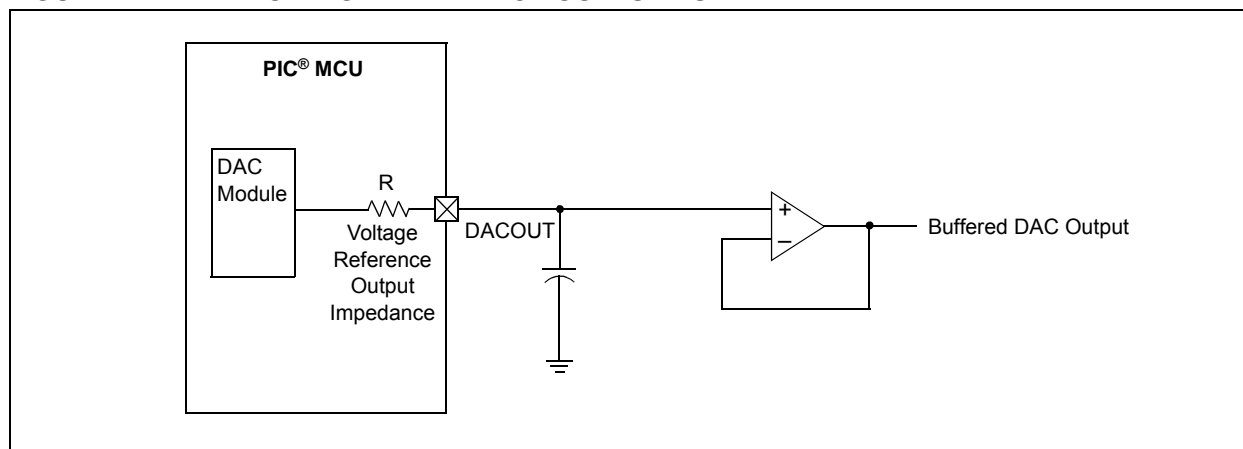 PIC® MCU
DAC
Module
R
Voltage
Reference
Output
Impedance
DACOUT
+
–
Buffered DAC Output